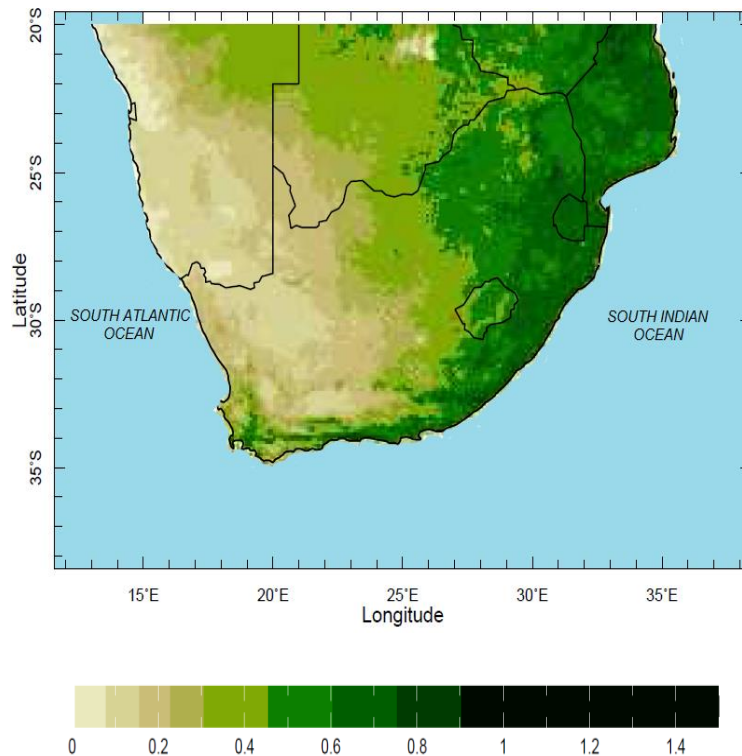 20°S
25°S
30°S
35°S
Latitude
SOUTH ATLANTIC
OCEAN
SOUTH INDIAN
OCEAN
15°E
20°E
25°E
30°E
35°E
Longitude
0
0.2
0.4
0.6
0.8
1
1.2
1.4